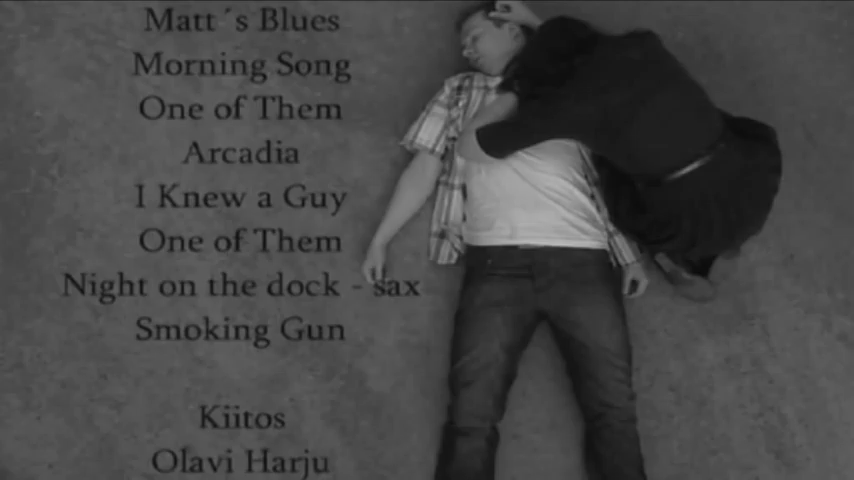 Matt´s Blues
Morning Song
One of Them
Arcadia
I Knew a Guy
One of Them
Night on the dock - sax
Smoking Gun
Kiitos
Olavi Harju